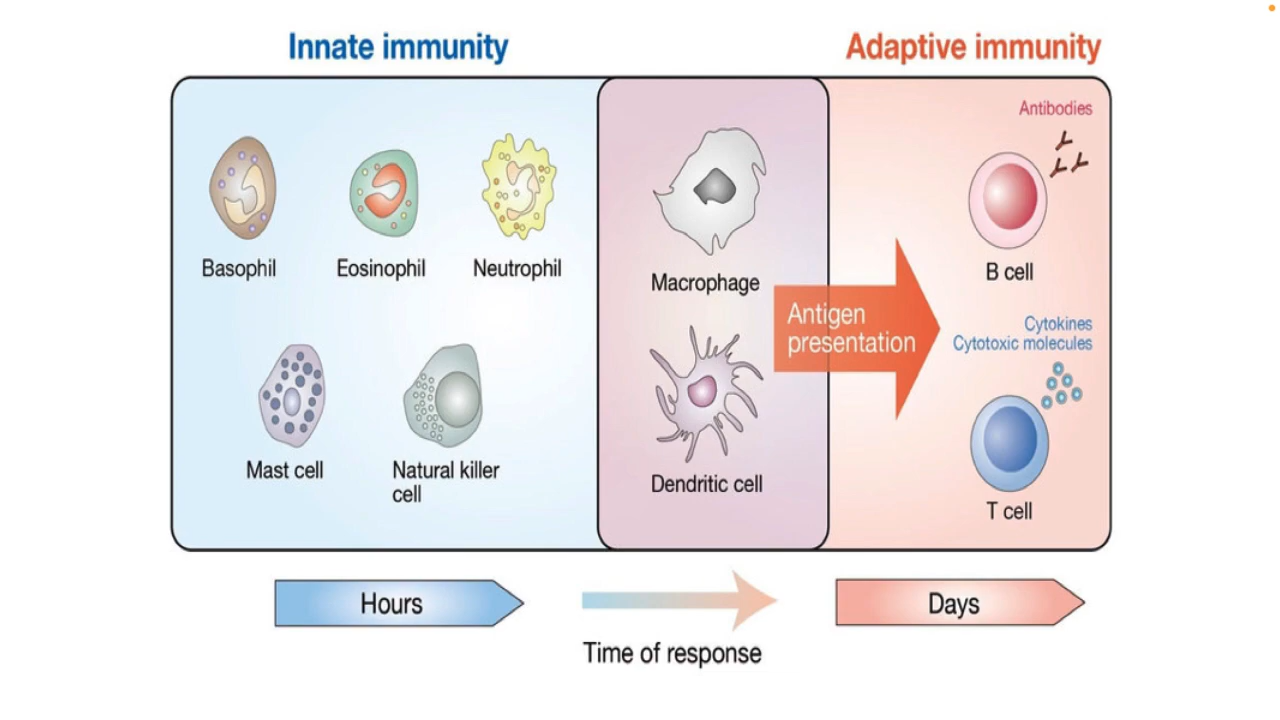 Innate immunity
Adaptive immunity
Basophil
Eosinophil
Neutrophil
Mast cell
Natural killer
cell
Macrophage
Dendritic cell
Antigen
presentation
Antibodies
B cell
Cytokines
Cytotoxic molecules
T cell
Hours
Time of response
Days